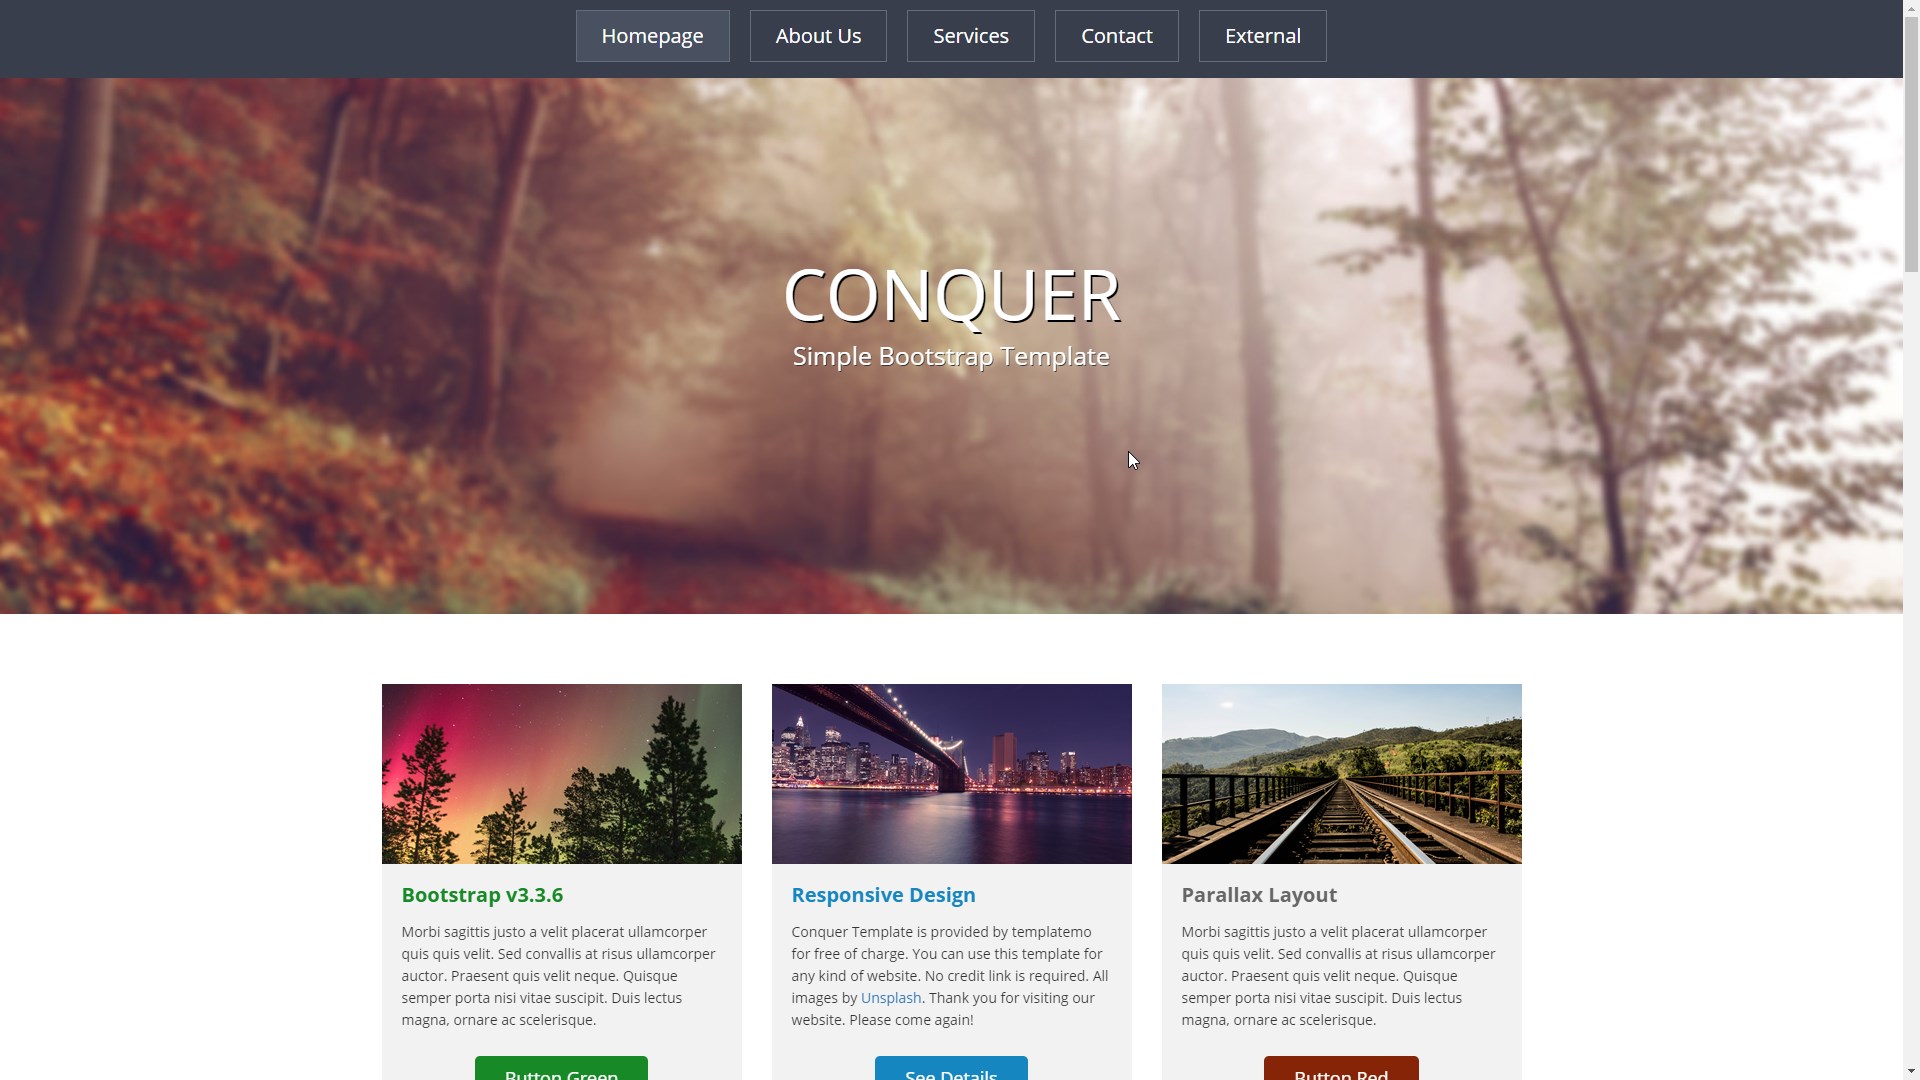 Homepage
About Us
Services
Contact
External
CONQUER
Simple Bootstrap Template
Bootstrap v3.3.6
Morbi sagittis justo a velit placerat ullamcorper
quis quis velit. Sed convallis at risus ullamcorper
auctor. Praesent quis velit neque. Quisque
semper porta nisi vitae suscipit. Duis lectus
magna, ornare ac scelerisque.
Button Green
Responsive Design
Conquer Template is provided by templatemo
for free of charge. You can use this template for
any kind of website. No credit link is required. All
images by Unsplash. Thank you for visiting our
website. Please come again!
See Details
Parallax Layout
Morbi sagittis justo a velit placerat ullamcorper
quis quis velit. Sed convallis at risus ullamcorper
auctor. Praesent quis velit neque. Quisque
semper porta nisi vitae suscipit. Duis lectus
magna, ornare ac scelerisque.
Button Red